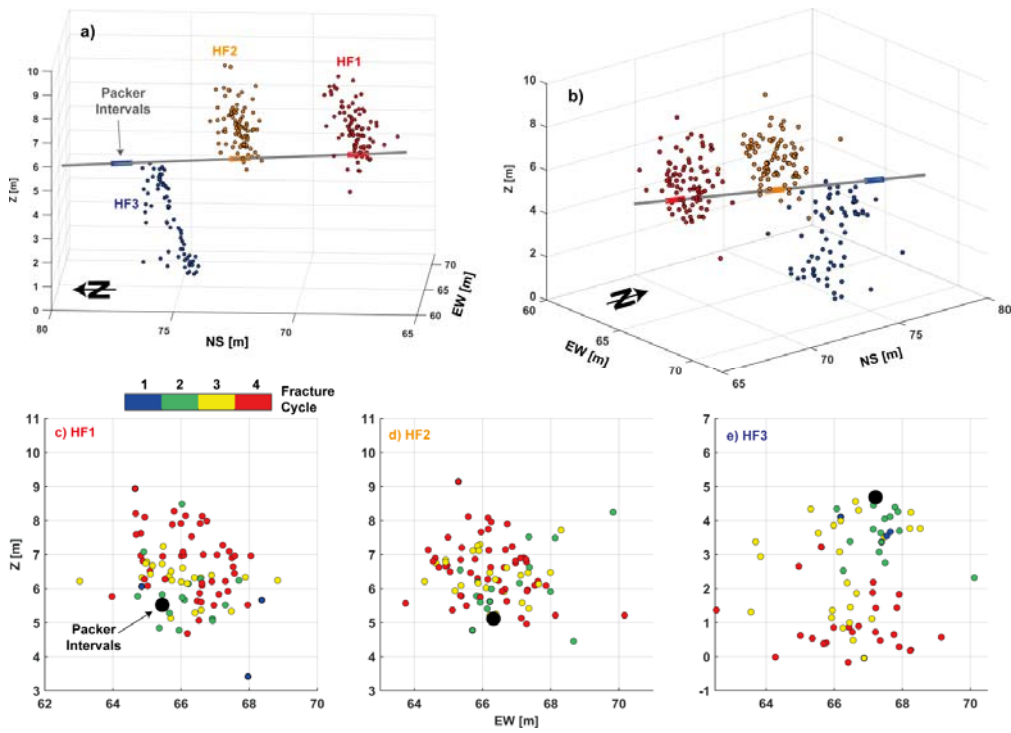 a)
HF2
HF1
10
9
8
7
6
5
4
3
2
1
0
Z [m]
Packer
Intervals
HF3
N
80
75
70
65
NS [m]
70
65
60
EW [m]
b)
10
8
6
4
2
0
Z [m]
N
60
65
70
EW [m]
65
70
75
80
NS [m]
1 2 3 4
Fracture
Cycle
c) HF1
11
10
9
8
7
6
5
4
3
Z [m]
Packer
Intervals
62 64 66 68 70
d) HF2
11
10
9
8
7
6
5
4
3
64 66 68 70
EW [m]
e) HF3
7
6
5
4
3
2
1
0
-1
64 66 68 70